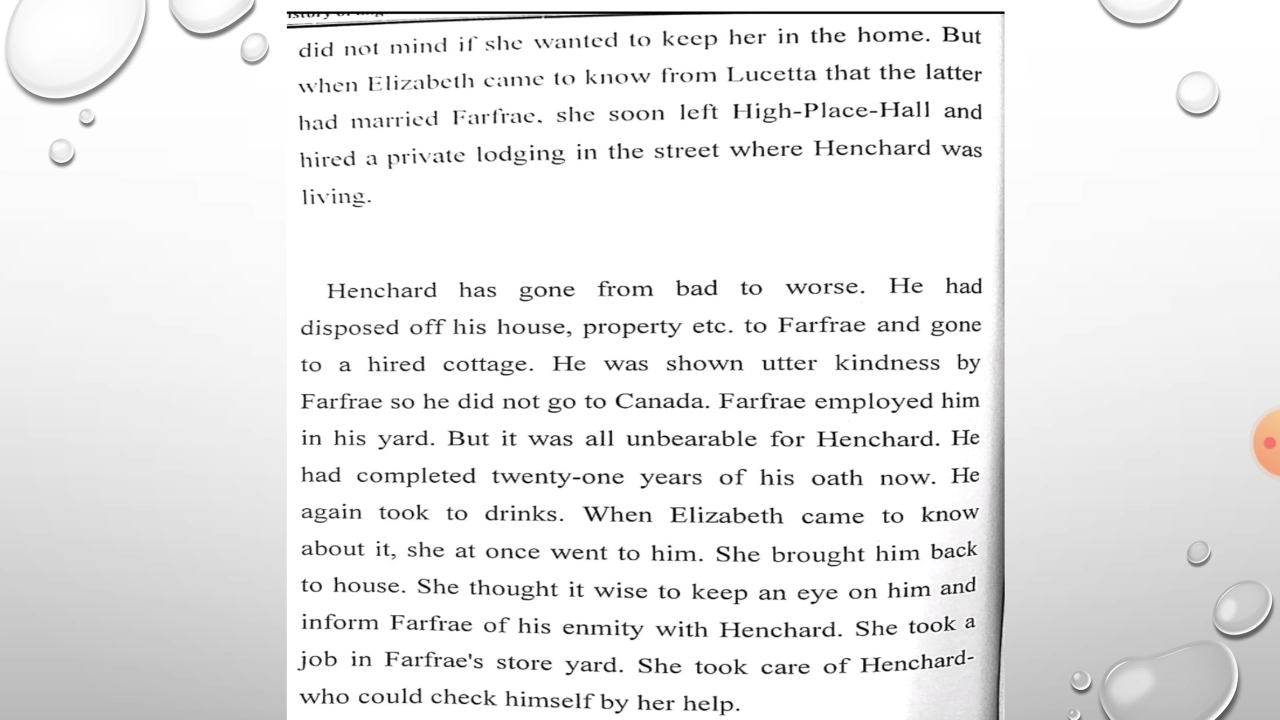 did not mind if she wanted to keep her in the home. But
when Elizabeth came to know from Lucetta that the latter
had married Farfrae. she soon left High-Place-Hall and
hired a private lodging in the street where Henchard was
living.
Henchard has gone from bad to worse. He had
disposed off his house, property etc. to Farfrae and gone
to a hired cottage. He was shown utter kindness by
Farfrae so he did not go to Canada. Farfrae employed him
in his yard. But it was all unbearable for Henchard. He
had completed twenty-one years of his oath now. He
again took to drinks. When Elizabeth came to know
about it, she at once went to him. She brought him back
to house. She thought it wise to keep an eye on him and
inform Farfrae of his enmity with Henchard. She took a
job in Farfrae's store yard. She took care of Henchard-
who could check himself by her help.